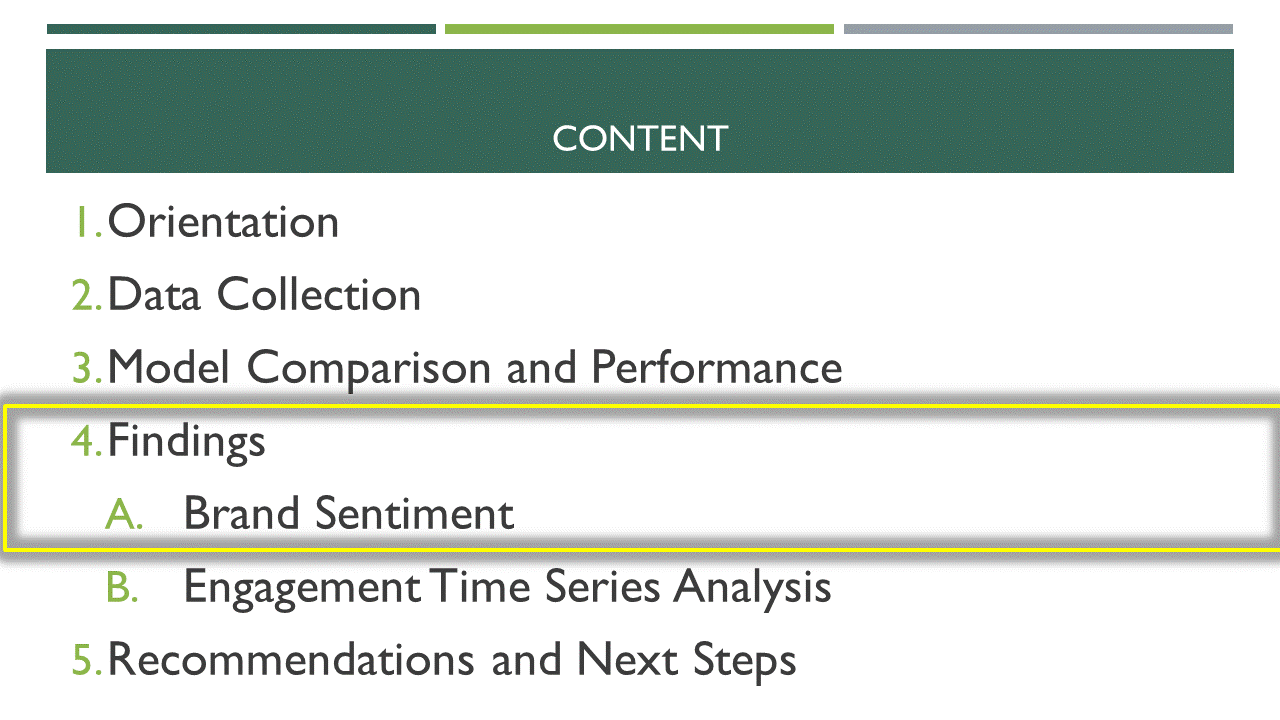 CONTENT
1. Orientation
2. Data Collection
3. Model Comparison and Performance
4. Findings
A. Brand Sentiment
B. Engagement Time Series Analysis
5. Recommendations and Next Steps